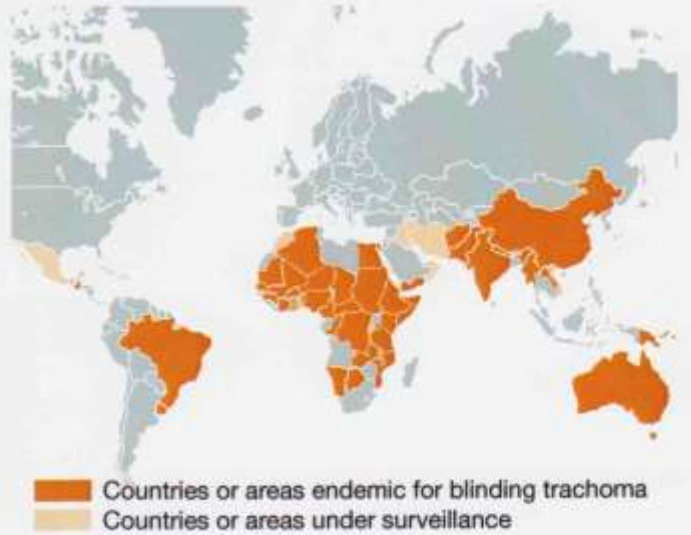 Countries or areas endemic for blinding trachoma
Countries or areas under surveillance